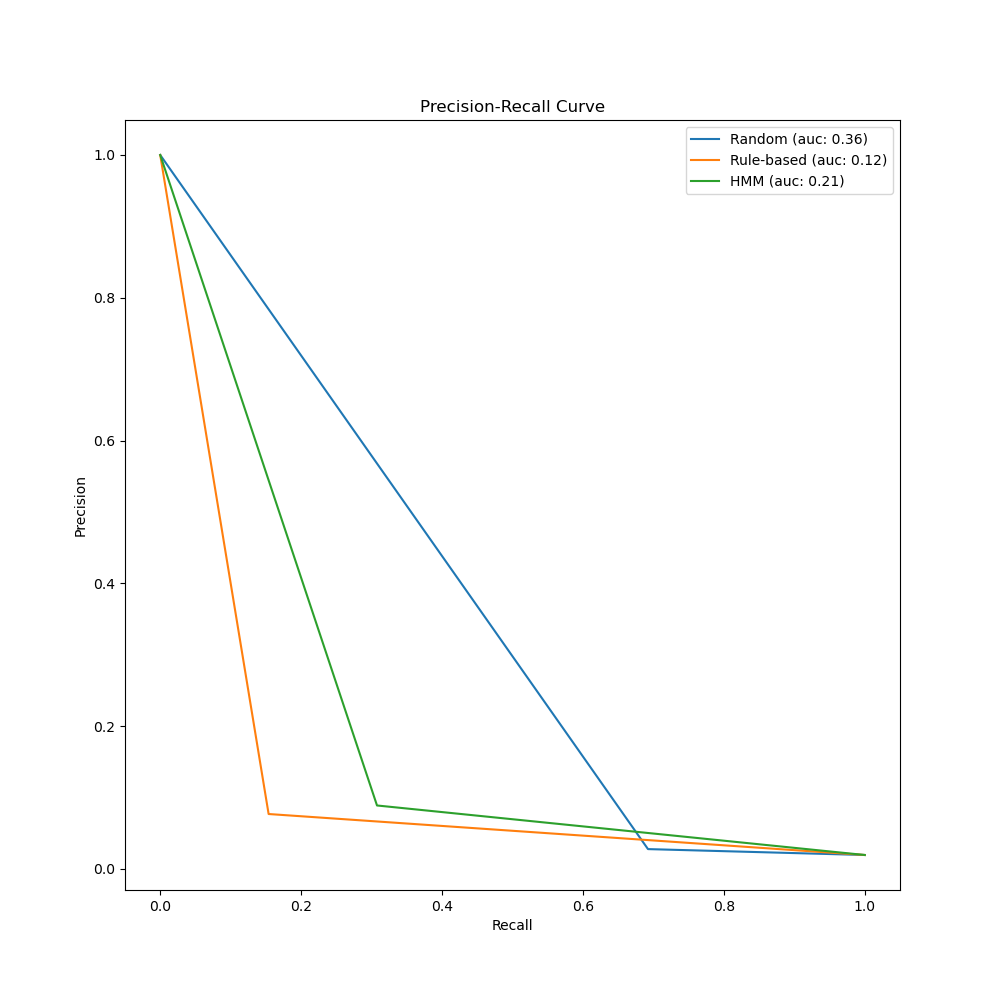 Precision-Recall Curve
Random (auc: 0.36)
Rule-based (auc: 0.12)
HMM (auc: 0.21)
1.0
0.8
0.6
0.4
0.2
0.0
Precision
0.0 0.2 0.4 0.6 0.8 1.0
Recall